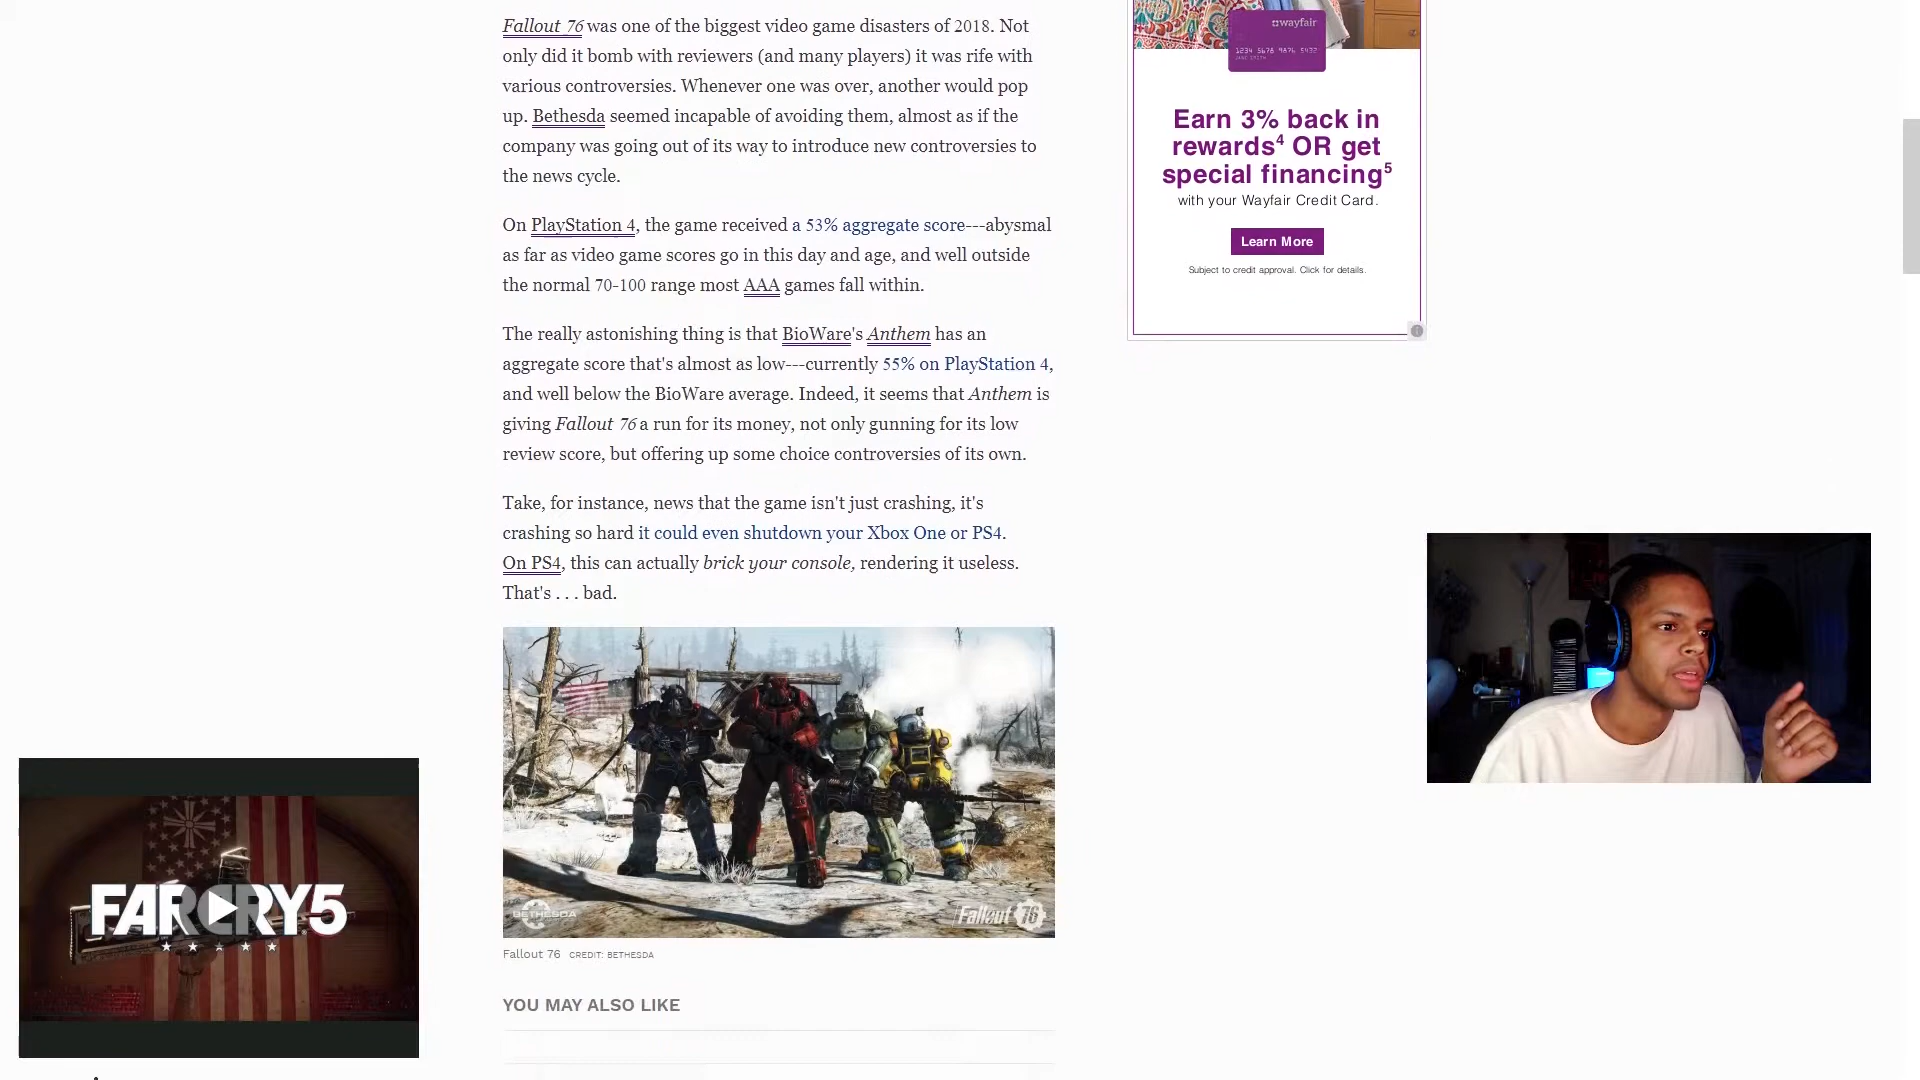 Fallout 76 was one of the biggest video game disasters of 2018. Not
only did it bomb with reviewers (and many players) it was rife with
various controversies. Whenever one was over, another would pop
up. Bethesda seemed incapable of avoiding them, almost as if the
company was going out of its way to introduce new controversies to
the news cycle.
On PlayStation 4, the game received a 53% aggregate score---abysmal
as far as video game scores go in this day and age, and well outside
the normal 70-100 range most AAA games fall within.
The really astonishing thing is that BioWare's Anthem has an
aggregate score that's almost as low---currently 55% on PlayStation 4,
and well below the BioWare average. Indeed, it seems that Anthem is
giving Fallout 76 a run for its money, not only gunning for its low
review score, but offering up some choice controversies of its own.
Take, for instance, news that the game isn't just crashing, it's
crashing so hard it could even shutdown your Xbox One or PS4.
On PS4, this can actually brick your console, rendering it useless.
That's . . . bad.
BETHESDA
Fallout 76
Fallout 76 CREDIT: BETHESDA
YOU MAY ALSO LIKE
wayfair
1234 5678 9876 5432
JANE SMITH
Earn 3% back in
rewards4 OR get
special financing5
with your Wayfair Credit Card.
Learn More
Subject to credit approval. Click for details.
FARCRY5